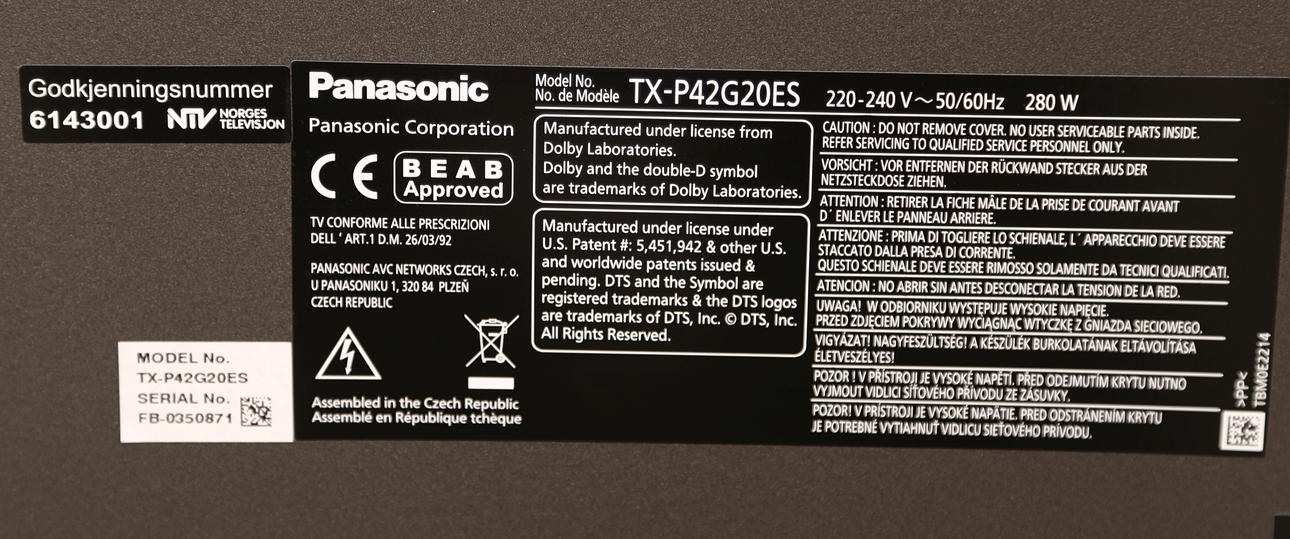 Godkjenningsnummer
6143001 NTV NORGES
TELEVISJON
MODEL No.
TX-P42G20ES
SERIAL No.
FB-0350871
Panasonic
Panasonic Corporation
CE BEAB
Approved
TV CONFORME ALLE PRESCRIZIONI
DELL ' ART.1 D.M. 26/03/92
PANASONIC AVC NETWORKS CZECH, s. r. o.
U PANASONIKU 1, 320 84 PLZEŇ
CZECH REPUBLIC
Assembled in the Czech Republic
Assemblé en République tchèque
Model No.
No. de Modèle TX-P42G20ES 220-240 V～50/60Hz 280 W
Manufactured under license from
Dolby Laboratories.
Dolby and the double-D symbol
are trademarks of Dolby Laboratories.
Manufactured under license under
U.S. Patent #: 5,451,942 & other U.S.
and worldwide patents issued &
pending. DTS and the Symbol are
registered trademarks & the DTS logos
are trademarks of DTS, Inc. © DTS, Inc.
All Rights Reserved.
CAUTION : DO NOT REMOVE COVER. NO USER SERVICEABLE PARTS INSIDE.
REFER SERVICING TO QUALIFIED SERVICE PERSONNEL ONLY.
VORSICHT : VOR ENTFERNEN DER RÜCKWAND STECKER AUS DER
NETZSTECKDOSE ZIEHEN.
ATTENTION : RETIRER LA FICHE MÂLE DE LA PRISE DE COURANT AVANT
D´ ENLEVER LE PANNEAU ARRIERE.
ATTENZIONE : PRIMA DI TOGLIERE LO SCHIENALE, L´ APPARECCHIO DEVE ESSERE
STACCATO DALLA PRESA DI CORRENTE.
QUESTO SCHIENALE DEVE ESSERE RIMOSSO SOLAMENTE DA TECNICI QUALIFICATI.
ATENCION : NO ABRIR SIN ANTES DESCONECTAR LA TENSION DE LA RED.
UWAGA! W ODBIORNIKU WYSTĘPUJE WYSOKIE NAPIĘCIE.
PRZED ZDJĘCIEM POKRYWY WYCIĄGNĄĆ WTYCZKĘ Z GNIAZDA SIECIOWEGO.
VIGYÁZAT! NAGYFESZÜLTSÉG! A KÉSZÜLÉK BURKOLATÁNAK ELTÁVOLÍTÁSA
ÉLETVESZÉLYES!
POZOR ! V PŘÍSTROJI JE VYSOKÉ NAPĚTÍ. PŘED ODEJMUTÍM KRYTU NUTNO
VYJMOUT VIDLICI SÍŤOVÉHO PŘÍVODU ZE ZÁSUVKY.
POZOR! V PRÍSTROJI JE VYSOKÉ NAPÄTIE. PRED ODSTRÁNENÍM KRYTU
JE POTREBNÉ VYTIAHNUŤ VIDLICU SIEŤOVÉHO PRÍVODU.
>PP<
TBM0E2214